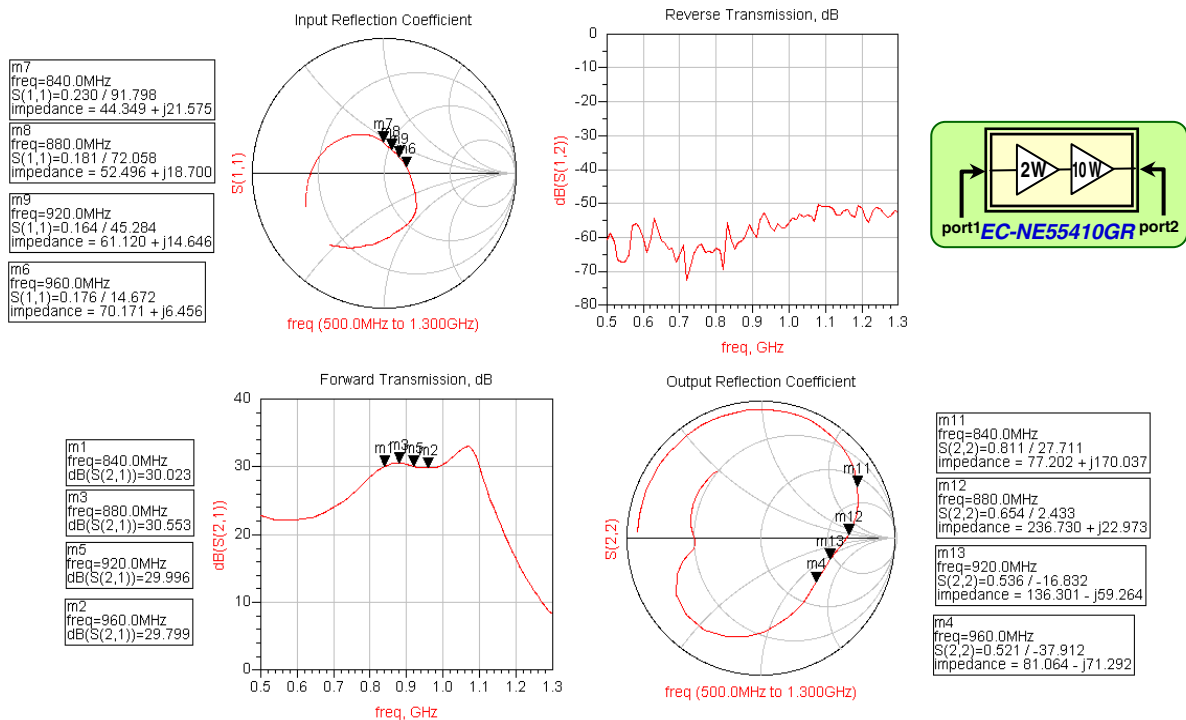 Input Reflection Coefficient
m7
freq=840.0MHz
S(1,1)=0.230 / 91.798
impedance = 44.349 + j21.575
m8
freq=880.0MHz
S(1,1)=0.181 / 72.058
impedance = 52.496 + j18.700
m9
freq=920.0MHz
S(1,1)=0.164 / 45.284
impedance = 61.120 + j14.646
m6
freq=960.0MHz
S(1,1)=0.176 / 14.672
impedance = 70.171 + j6.456
S(1,1)
m7
m8
m9
m6
freq (500.0MHz to 1.300GHz)
Reverse Transmission, dB
dB(S(1,2))
0
-10
-20
-30
-40
-50
-60
-70
-80
0.5 0.6 0.7 0.8 0.9 1.0 1.1 1.2 1.3
freq, GHz
2W 10W
port1 EC-NE55410GR port2
Forward Transmission, dB
m1
freq=840.0MHz
dB(S(2,1))=30.023
m3
freq=880.0MHz
dB(S(2,1))=30.553
m5
freq=920.0MHz
dB(S(2,1))=29.996
m2
freq=960.0MHz
dB(S(2,1))=29.799
dB(S(2,1))
40
30
20
10
0
m1 m3 m5 m2
0.5 0.6 0.7 0.8 0.9 1.0 1.1 1.2 1.3
freq, GHz
Output Reflection Coefficient
S(2,2)
m11
m12
m13
m4
freq (500.0MHz to 1.300GHz)
m11
freq=840.0MHz
S(2,2)=0.811 / 27.711
impedance = 77.202 + j170.037
m12
freq=880.0MHz
S(2,2)=0.654 / 2.433
impedance = 236.730 + j22.973
m13
freq=920.0MHz
S(2,2)=0.536 / -16.832
impedance = 136.301 - j59.264
m4
freq=960.0MHz
S(2,2)=0.521 / -37.912
impedance = 81.064 - j71.292